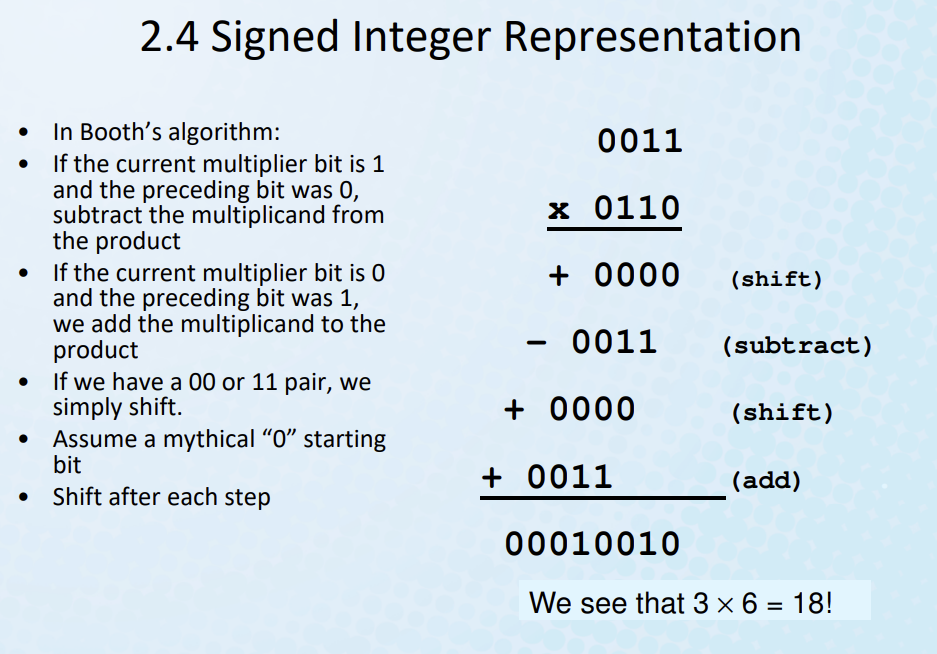 2.4 Signed Integer Representation
• In Booth’s algorithm:
• If the current multiplier bit is 1
and the preceding bit was 0,
subtract the multiplicand from
the product
• If the current multiplier bit is 0
and the preceding bit was 1,
we add the multiplicand to the
product
• If we have a 00 or 11 pair, we
simply shift.
• Assume a mythical “0” starting
bit
• Shift after each step
0011
x 0110
+ 0000 (shift)
− 0011 (subtract)
+ 0000 (shift)
+ 0011 (add)
00010010
We see that 3 × 6 = 18!